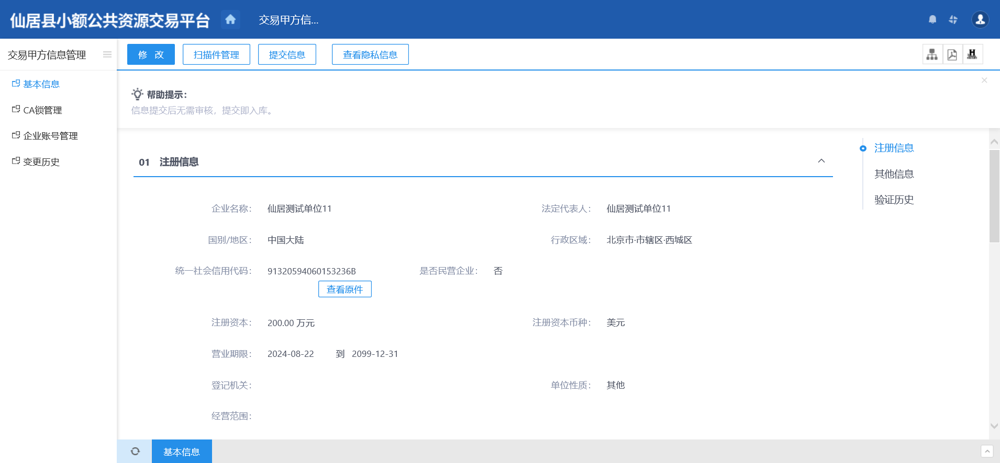 仙居县小额公共资源交易平台
交易甲方信...
交易甲方信息管理
修 改
扫描件管理
提交信息
查看隐私信息
HISTORY
基本信息
CA锁管理
企业账号管理
变更历史
帮助提示：
信息提交后无需审核，提交即入库。
01 注册信息
企业名称： 仙居测试单位11 法定代表人： 仙居测试单位11
国别/地区： 中国大陆 行政区域： 北京市·市辖区·西城区
统一社会信用代码： 91320594060153236B 是否民营企业： 否
查看原件
注册资本： 200.00 万元 注册资本币种： 美元
营业期限： 2024-08-22 到 2099-12-31
登记机关： 单位性质： 其他
经营范围：
注册信息
其他信息
验证历史
基本信息